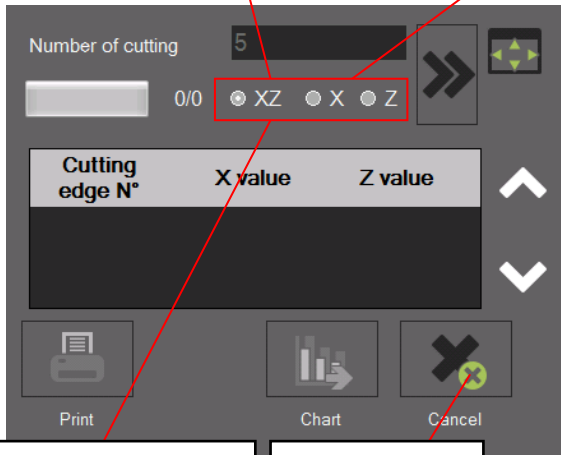 Number of cutting
5
0/0
XZ
X
Z
Cutting
edge N°
X value
Z value
Print
Chart
Cancel